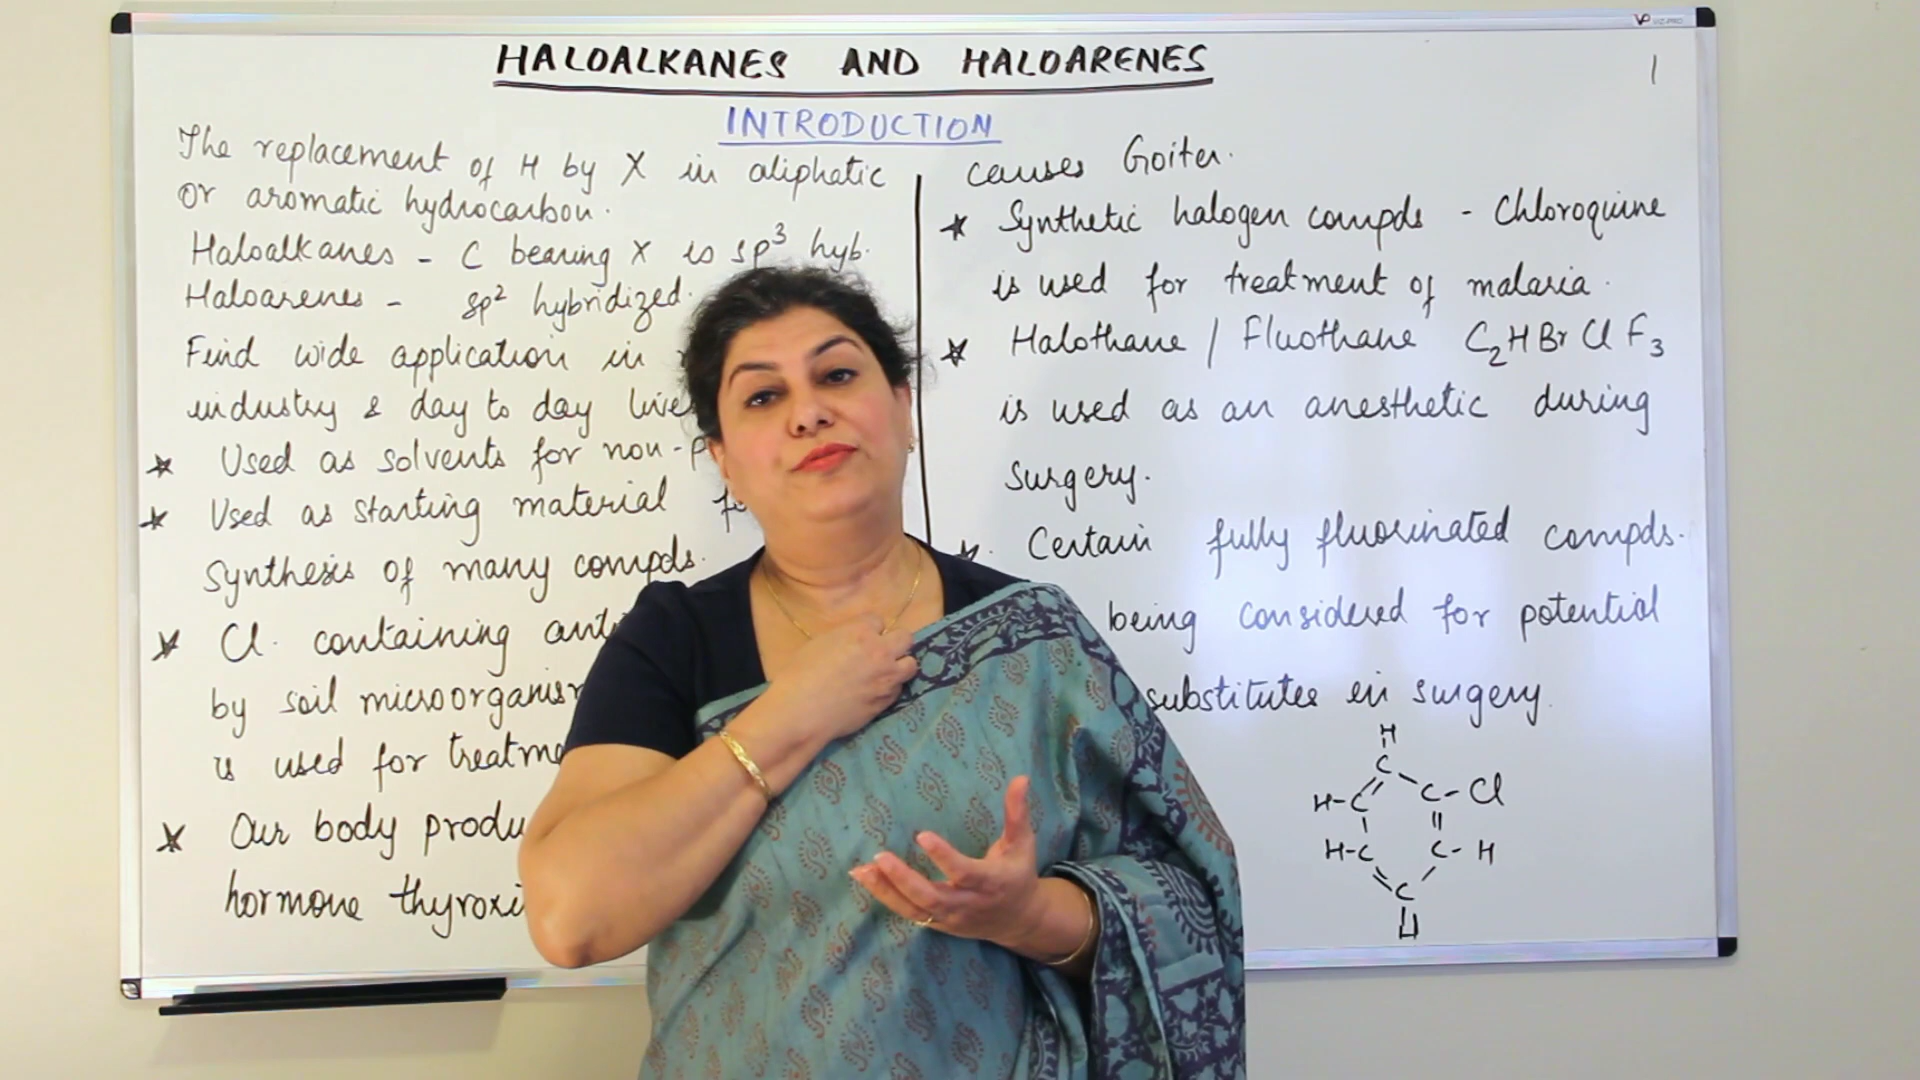 HALOALKANES AND HALOARENES
1
INTRODUCTION
The replacement of H by X in aliphatic
or aromatic hydrocarbon.
Haloalkanes - C bearing X is sp3 hyb.
Haloarenes - sp2 hybridized.
Find wide application in
industry & day to day
Used as solvents for non-
★ Used as starting material
Synthesis of many compds.
★ Cl. containing
by soil
is used for
★ Our body
hormone
causes Goiter.
★ Synthetic halogen compds - Chloroquine
is used for treatment of malaria.
★ Halothane / Fluothane C2HBrClF3
is used as an anesthetic during
surgery.
★. Certain fully fluorinated compds.
being considered for potential
substitutes in surgery.
H
C
H-C C-Cl
H-C C-H
C
H